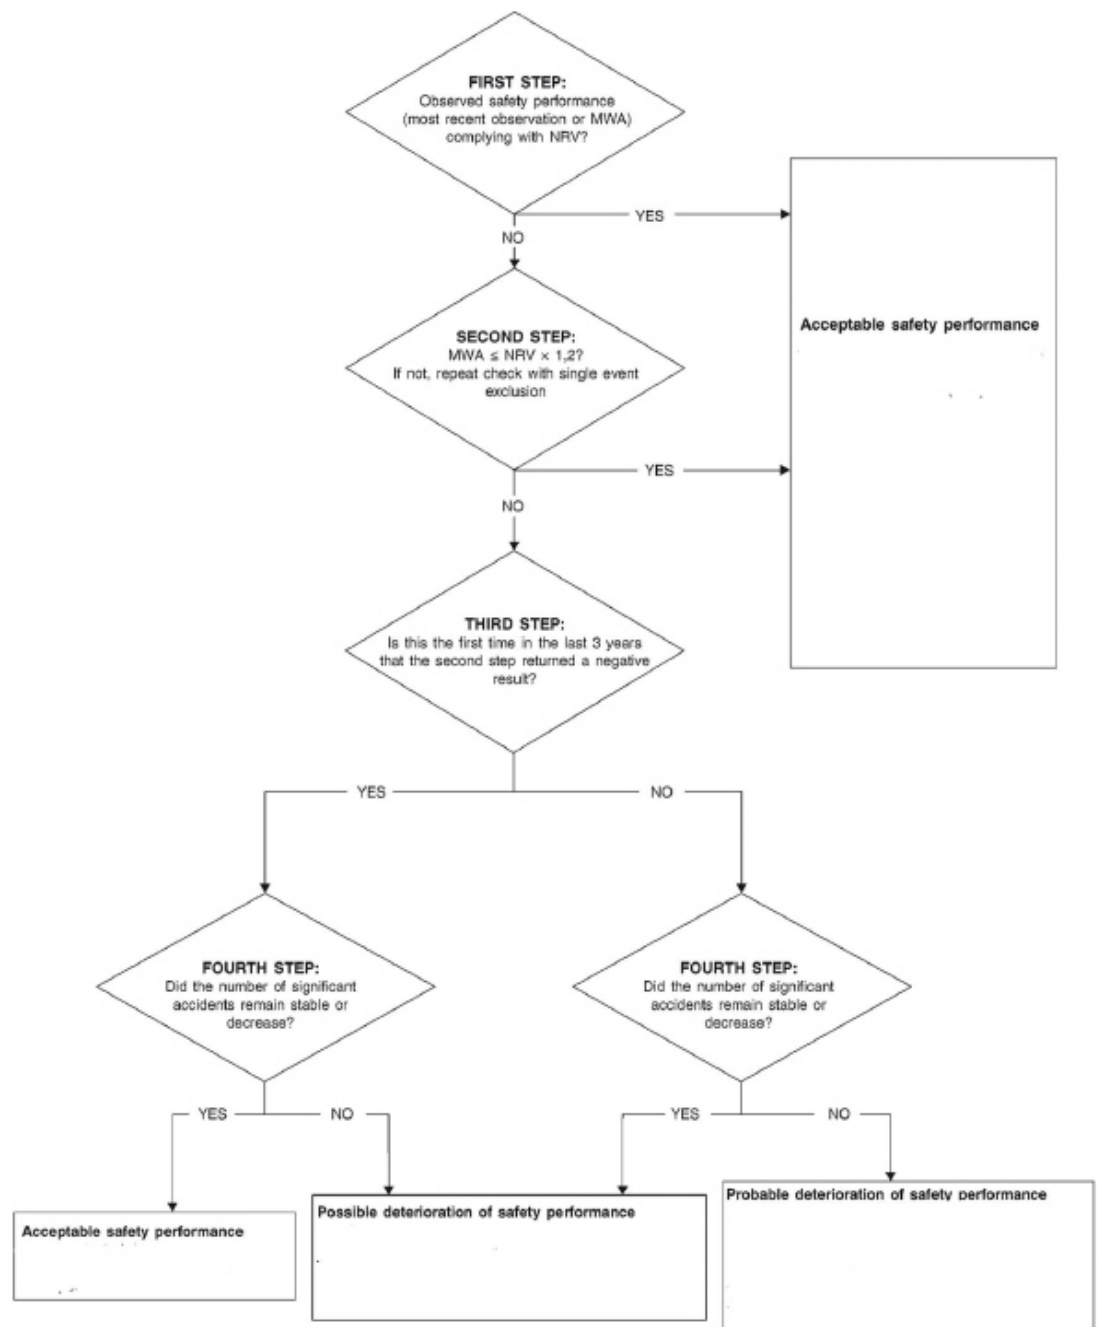 FIRST STEP:
Observed safety performance
(most recent observation or MWA)
complying with NRV?
YES
NO
SECOND STEP:
MWA ≤ NRV × 1,2?
If not, repeat check with single event
exclusion
Acceptable safety performance
YES
NO
THIRD STEP:
Is this the first time in the last 3 years
that the second step returned a negative
result?
YES
NO
FOURTH STEP:
Did the number of significant
accidents remain stable or
decrease?
FOURTH STEP:
Did the number of significant
accidents remain stable or
decrease?
YES
NO
YES
NO
Acceptable safety performance
Possible deterioration of safety performance
Probable deterioration of safety performance